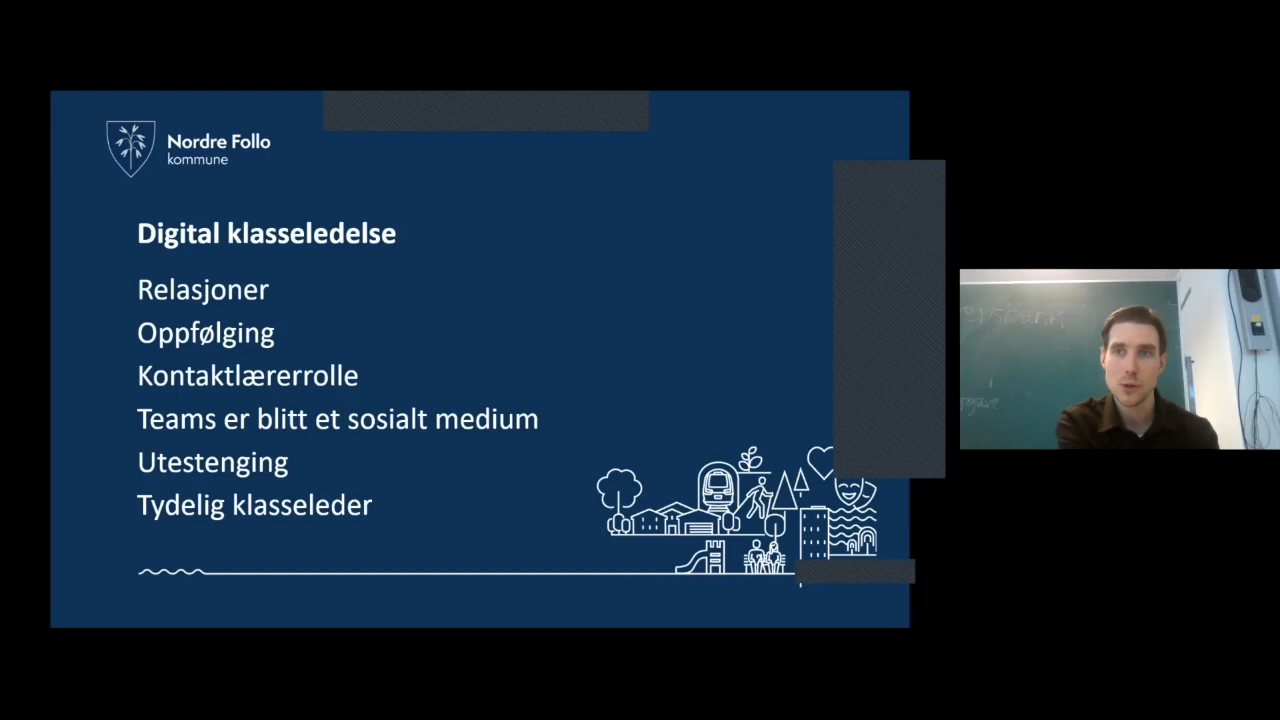 Nordre Follo
kommune
Digital klasseledelse
Relasjoner
Oppfølging
Kontaktlærerrolle
Teams er blitt et sosialt medium
Utestenging
Tydelig klasseleder